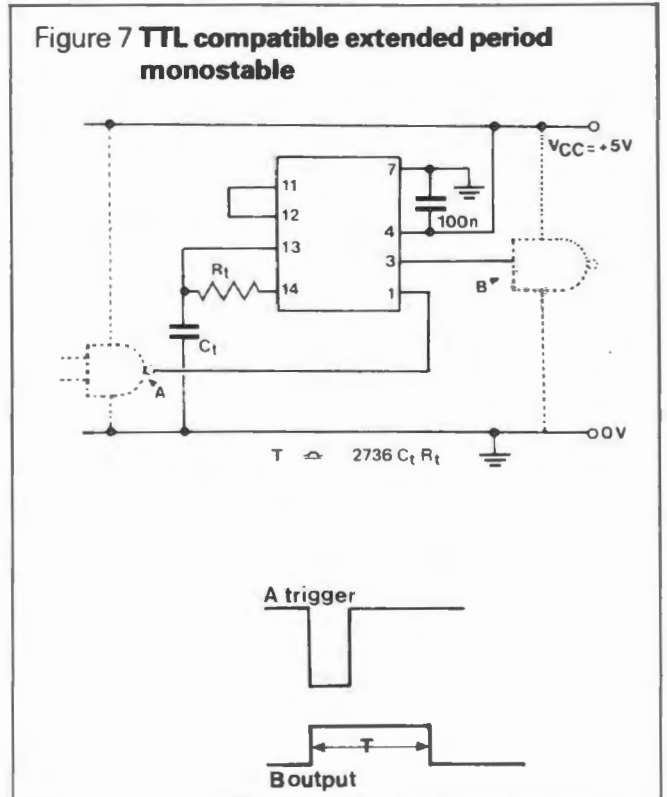 Figure 7 TTL compatible extended period
monostable
VCC = +5V
11
7
12
100n
13
4
Rt
3
B
14
1
Ct
A
0V
T ≏ 2736 Ct Rt
A trigger
T
B output